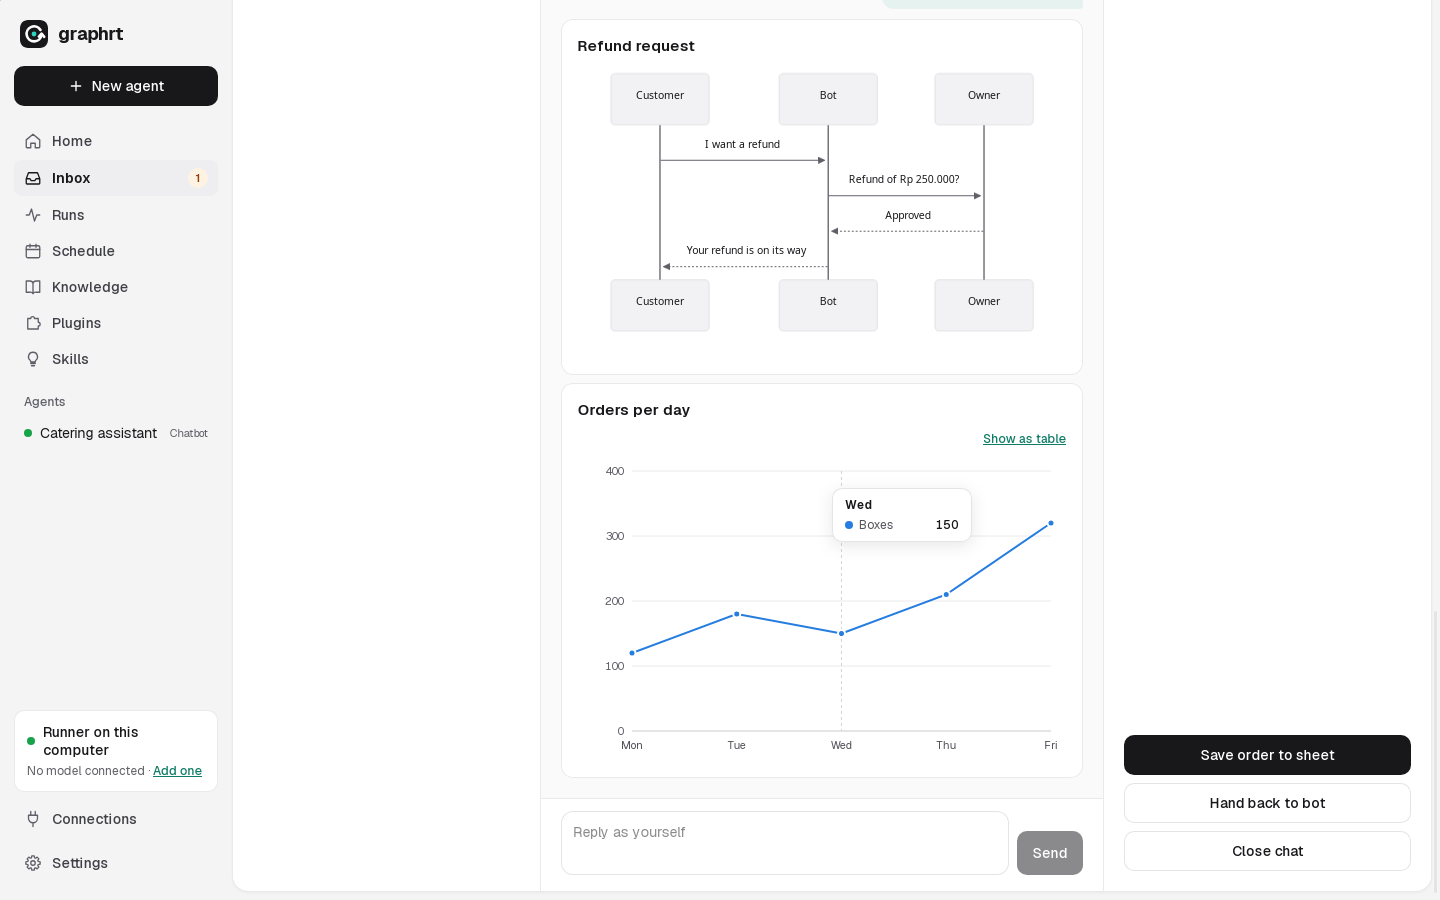 graphrt
New agent
Home
Inbox 1
Runs
Schedule
Knowledge
Plugins
Skills
Agents
Catering assistant Chatbot
Runner on this
computer
No model connected · Add one
Connections
Settings
Refund request
Customer Bot Owner
I want a refund
Refund of Rp 250.000?
Approved
Your refund is on its way
Customer Bot Owner
Orders per day
Show as table
400
300
200
100
0
Wed
Boxes 150
Mon Tue Wed Thu Fri
Reply as yourself
Send
Save order to sheet
Hand back to bot
Close chat